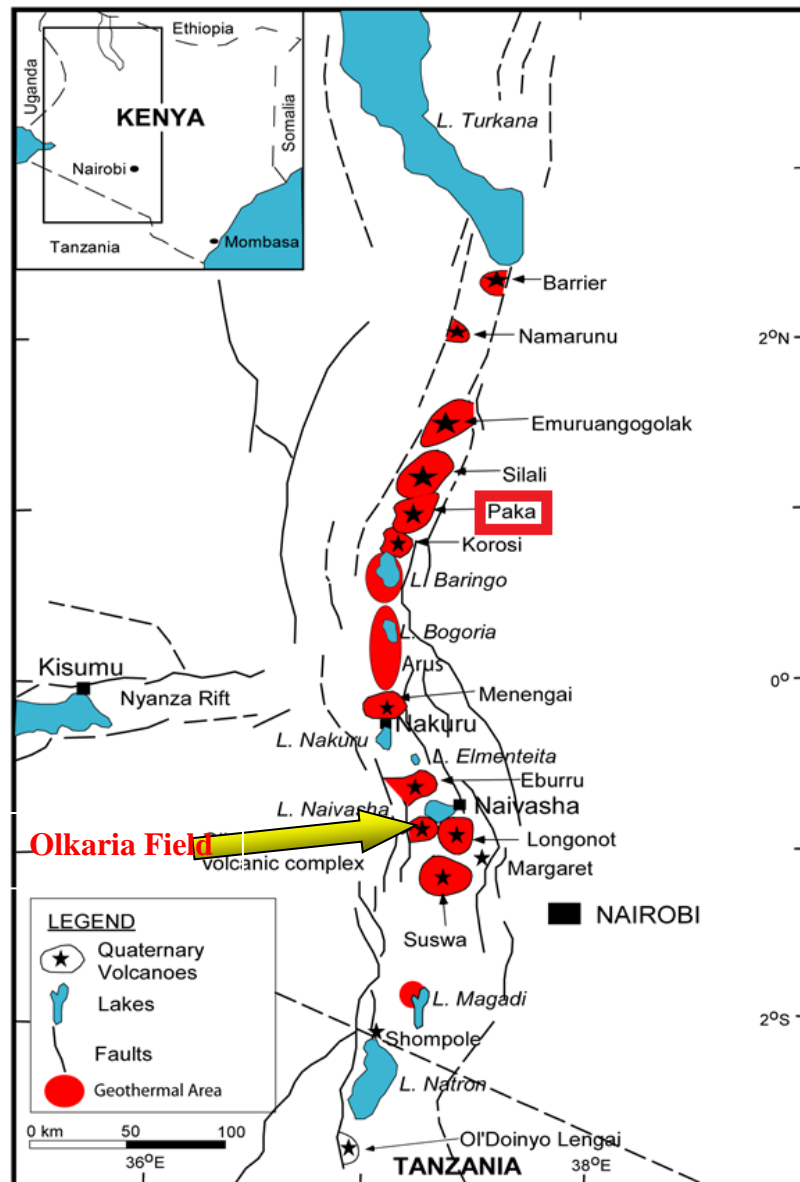 Ethiopia
Uganda
KENYA
Somalia
Nairobi
Tanzania
Mombasa
L. Turkana
Barrier
Namarunu
2°N
Emuruangogolak
Silali
Paka
Korosi
L. Baringo
L. Bogoria
Arus
Kisumu
Nyanza Rift
0°
Menengai
Nakuru
L. Nakuru
L. Elmenteita
Eburru
L. Naivasha
Naivasha
Olkaria Field
volcanic complex
Longonot
Margaret
NAIROBI
Suswa
LEGEND
Quaternary
Volcanoes
Lakes
Faults
Geothermal Area
L. Magadi
2°S
Shompole
L. Natron
0 km 50 100
36°E
Ol'Doinyo Lengai
TANZANIA
38°E